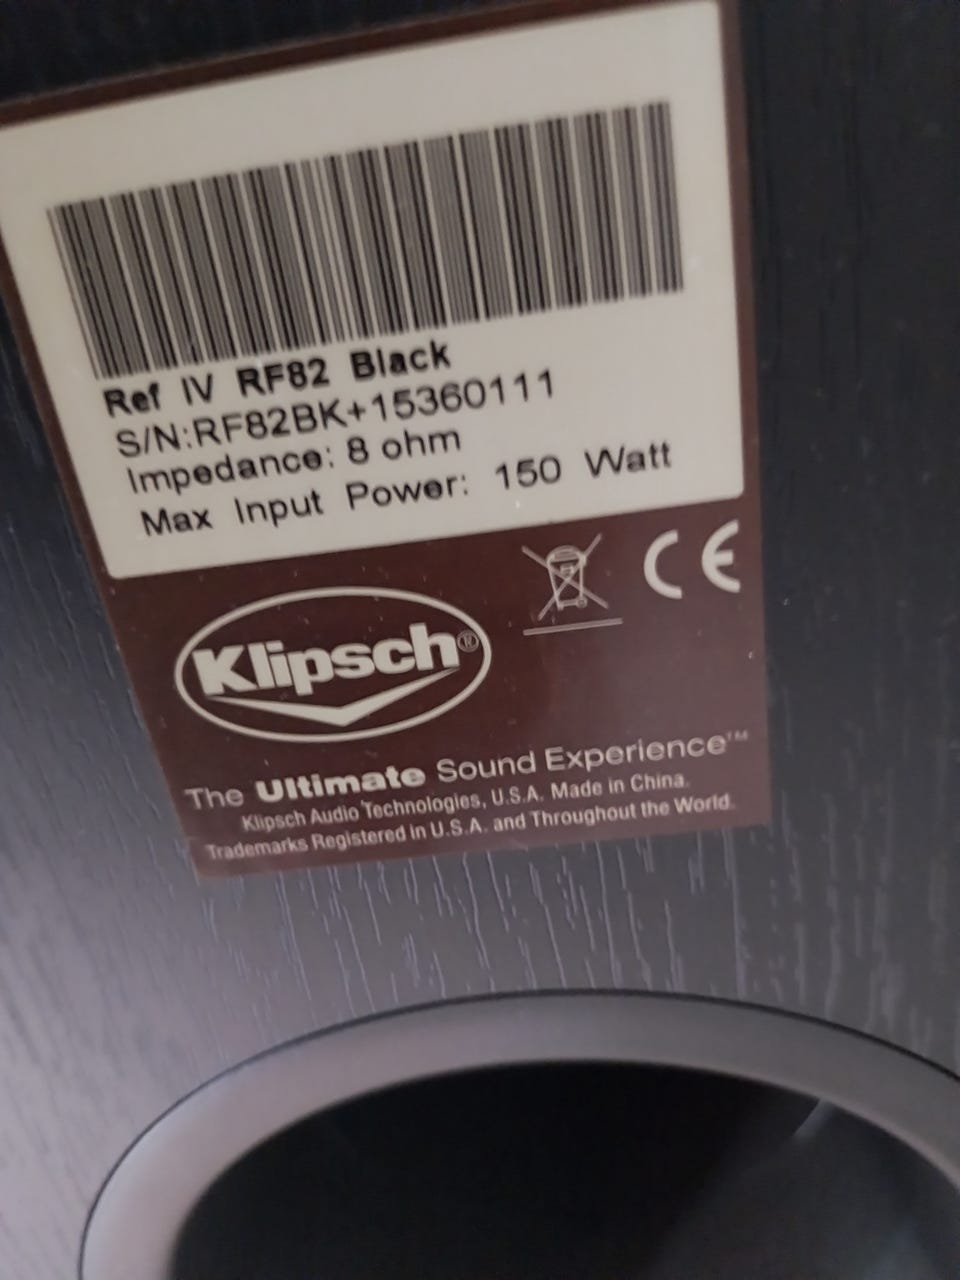 Ref IV RF82 Black
S/N:RF82BK+15360111
Impedance: 8 ohm
Max Input Power: 150 Watt
CE
Klipsch®
The Ultimate Sound Experience™
Klipsch Audio Technologies, U.S.A. Made in China.
Trademarks Registered in U.S.A. and Throughout the World.